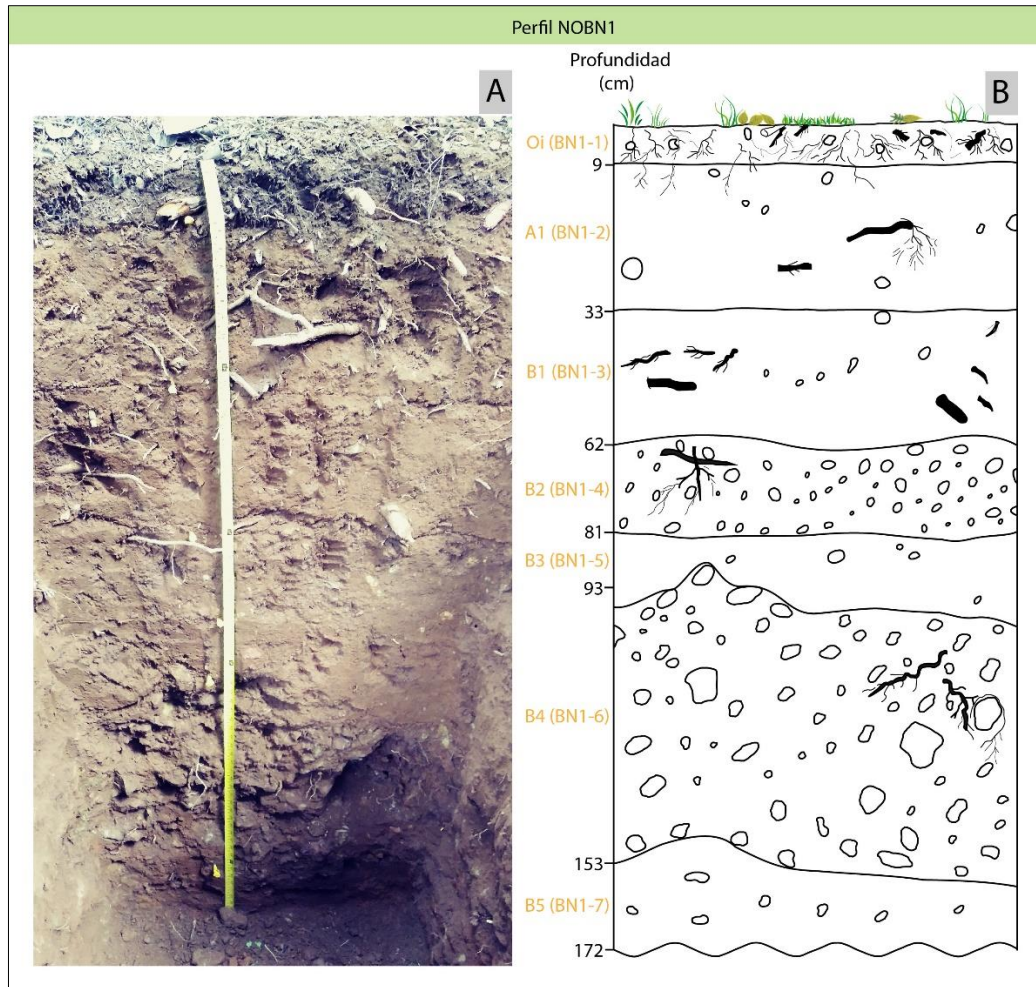 Perfil NOBN1
Profundidad
(cm)
A
B
Oi (BN1-1)
9
A1 (BN1-2)
33
B1 (BN1-3)
62
B2 (BN1-4)
81
B3 (BN1-5)
93
B4 (BN1-6)
153
B5 (BN1-7)
172